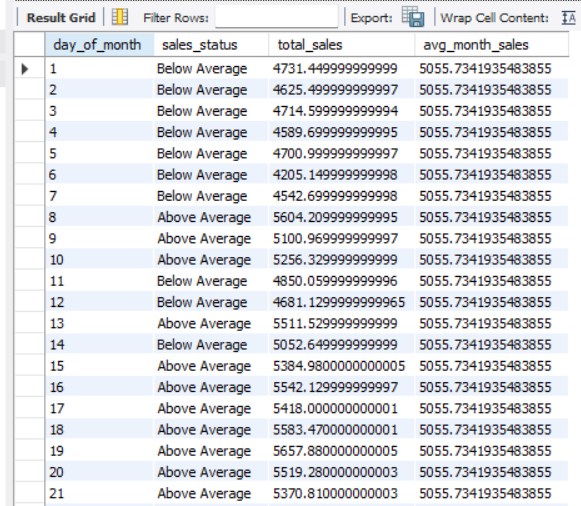 Result Grid Filter Rows: Export: Wrap Cell Content: IA
day_of_month sales_status total_sales avg_month_sales
1 Below Average 4731.449999999999 5055.7341935483855
2 Below Average 4625.499999999997 5055.7341935483855
3 Below Average 4714.599999999994 5055.7341935483855
4 Below Average 4589.699999999995 5055.7341935483855
5 Below Average 4700.999999999997 5055.7341935483855
6 Below Average 4205.149999999998 5055.7341935483855
7 Below Average 4542.699999999998 5055.7341935483855
8 Above Average 5604.209999999995 5055.7341935483855
9 Above Average 5100.969999999997 5055.7341935483855
10 Above Average 5256.329999999999 5055.7341935483855
11 Below Average 4850.059999999996 5055.7341935483855
12 Below Average 4681.1299999999965 5055.7341935483855
13 Above Average 5511.529999999999 5055.7341935483855
14 Below Average 5052.649999999999 5055.7341935483855
15 Above Average 5384.9800000000005 5055.7341935483855
16 Above Average 5542.129999999997 5055.7341935483855
17 Above Average 5418.000000000001 5055.7341935483855
18 Above Average 5583.470000000001 5055.7341935483855
19 Above Average 5657.880000000005 5055.7341935483855
20 Above Average 5519.280000000003 5055.7341935483855
21 Above Average 5370.810000000003 5055.7341935483855